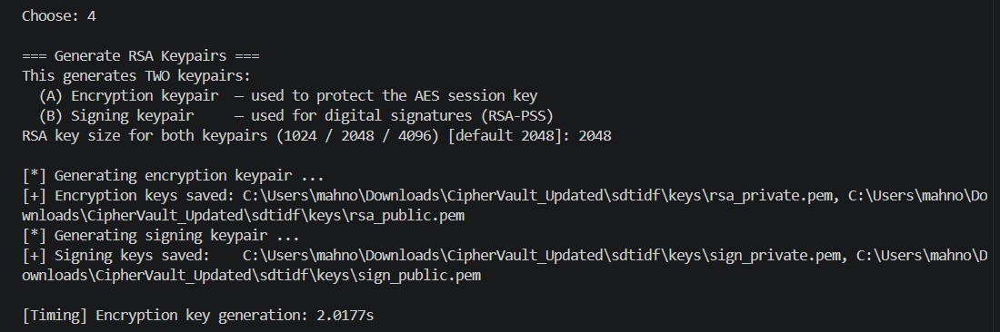 Choose: 4
=== Generate RSA Keypairs ===
This generates TWO keypairs:
(A) Encryption keypair — used to protect the AES session key
(B) Signing keypair — used for digital signatures (RSA-PSS)
RSA key size for both keypairs (1024 / 2048 / 4096) [default 2048]: 2048
[*] Generating encryption keypair ...
[+] Encryption keys saved: C:\Users\mahno\Downloads\CipherVault_Updated\sdtidf\keys\rsa_private.pem, C:\Users\mahno\Do
wnloads\CipherVault_Updated\sdtidf\keys\rsa_public.pem
[*] Generating signing keypair ...
[+] Signing keys saved:    C:\Users\mahno\Downloads\CipherVault_Updated\sdtidf\keys\sign_private.pem, C:\Users\mahno\D
ownloads\CipherVault_Updated\sdtidf\keys\sign_public.pem
[Timing] Encryption key generation: 2.0177s